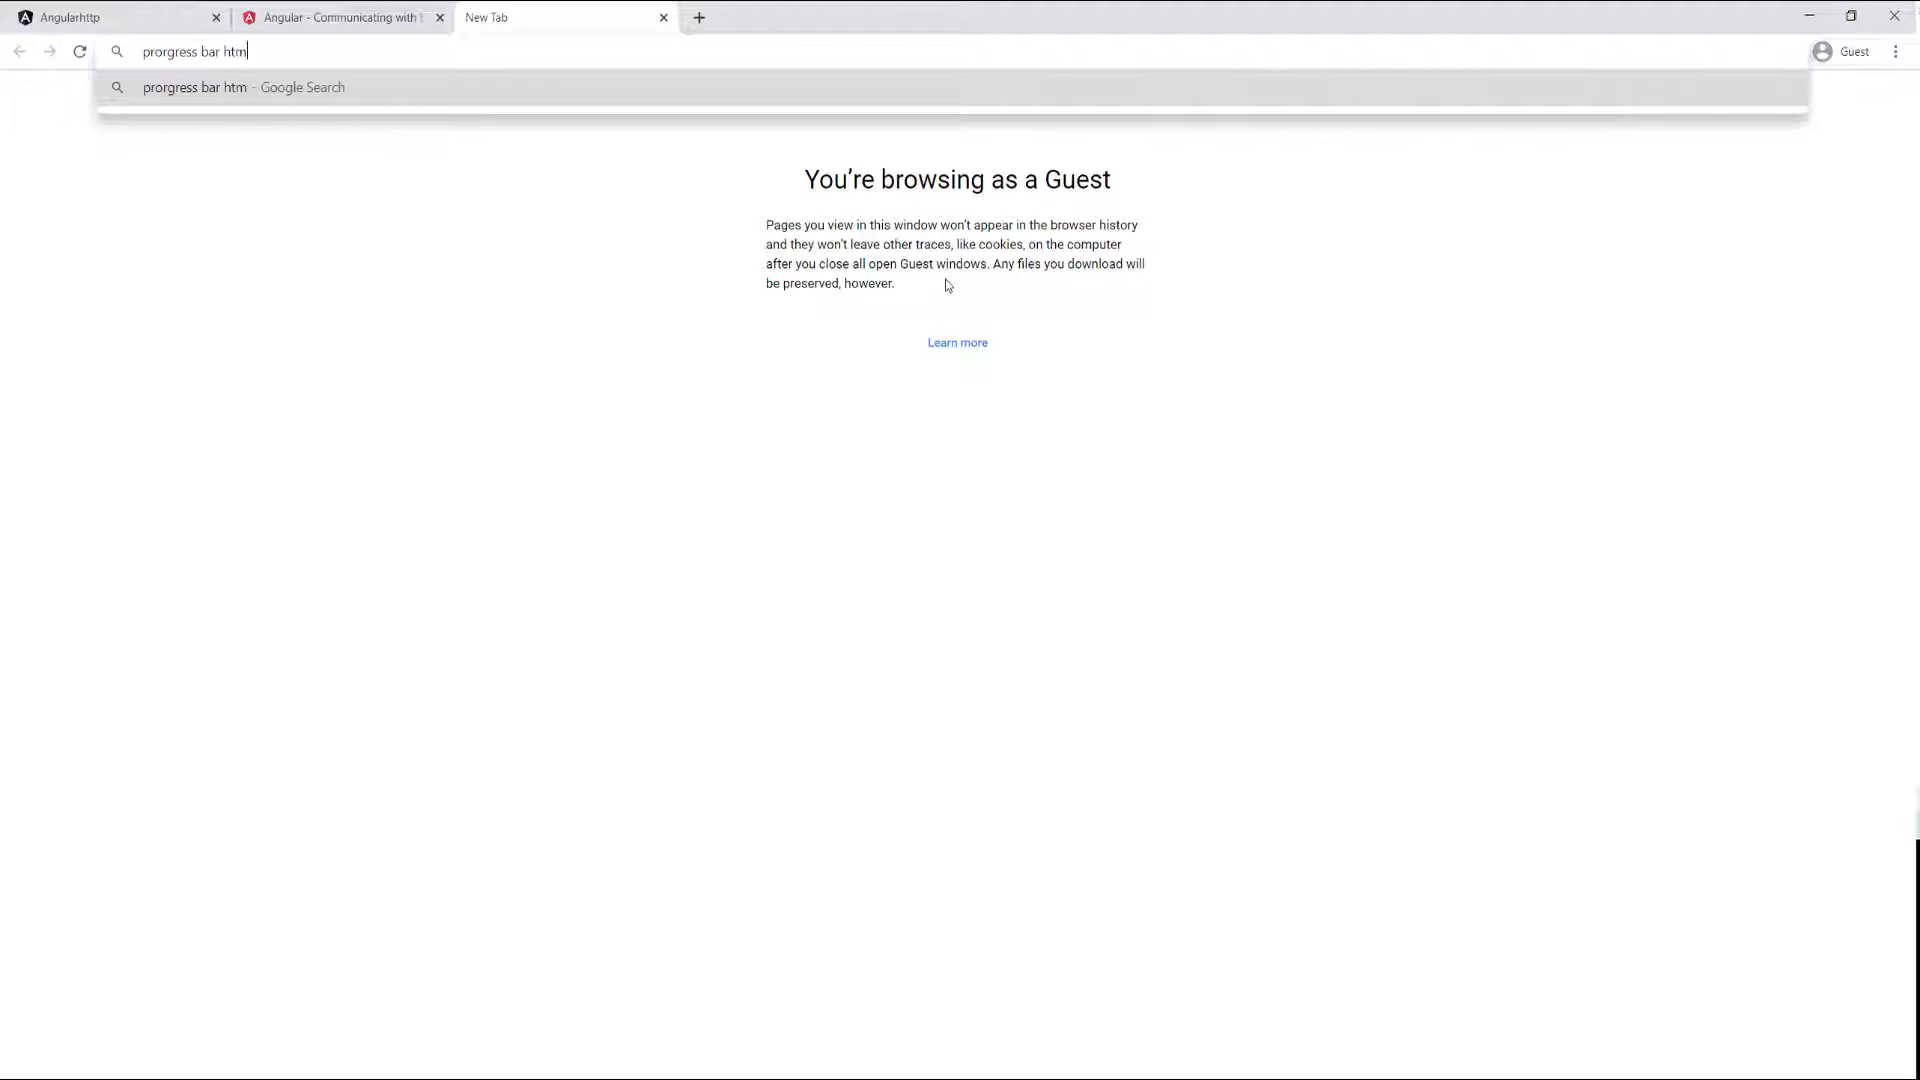 Angularhttp
Angular - Communicating with
New Tab
prorgress bar htm
Guest
prorgress bar htm - Google Search
You're browsing as a Guest
Pages you view in this window won't appear in the browser history
and they won't leave other traces, like cookies, on the computer
after you close all open Guest windows. Any files you download will
be preserved, however.
Learn more